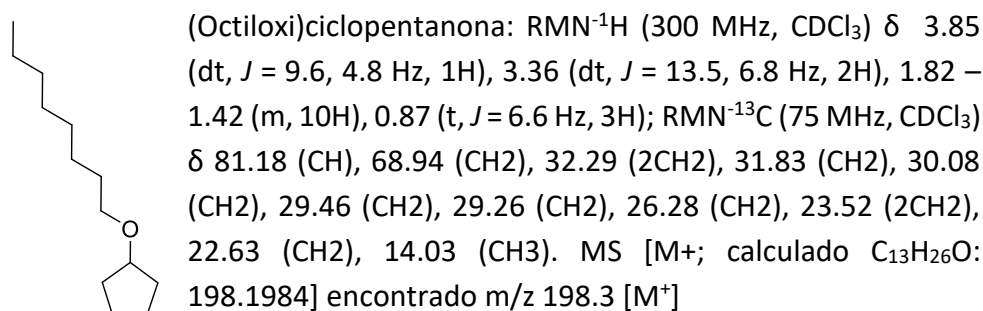 (Octiloxi)ciclopentanona: RMN⁻¹H (300 MHz, CDCl₃) δ 3.85
(dt, J = 9.6, 4.8 Hz, 1H), 3.36 (dt, J = 13.5, 6.8 Hz, 2H), 1.82 –
1.42 (m, 10H), 0.87 (t, J = 6.6 Hz, 3H); RMN⁻¹³C (75 MHz, CDCl₃)
δ 81.18 (CH), 68.94 (CH2), 32.29 (2CH2), 31.83 (CH2), 30.08
(CH2), 29.46 (CH2), 29.26 (CH2), 26.28 (CH2), 23.52 (2CH2),
22.63 (CH2), 14.03 (CH3). MS [M+; calculado C₁₃H₂₆O:
198.1984] encontrado m/z 198.3 [M⁺]
O